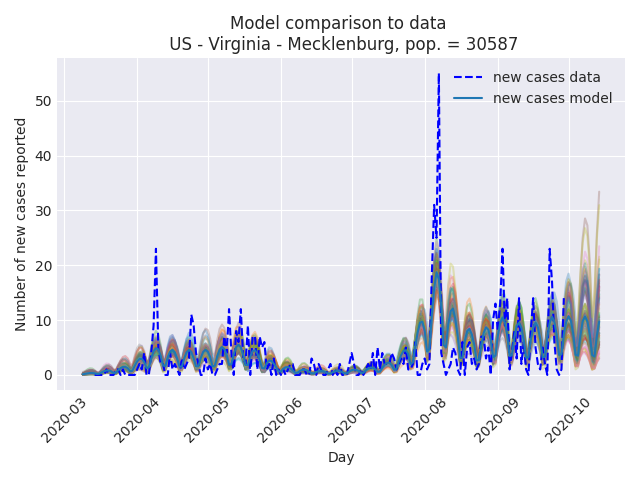 Model comparison to data
US - Virginia - Mecklenburg, pop. = 30587
new cases data
new cases model
Number of new cases reported
50
40
30
20
10
0
2020-03
2020-04
2020-05
2020-06
2020-07
2020-08
2020-09
2020-10
Day